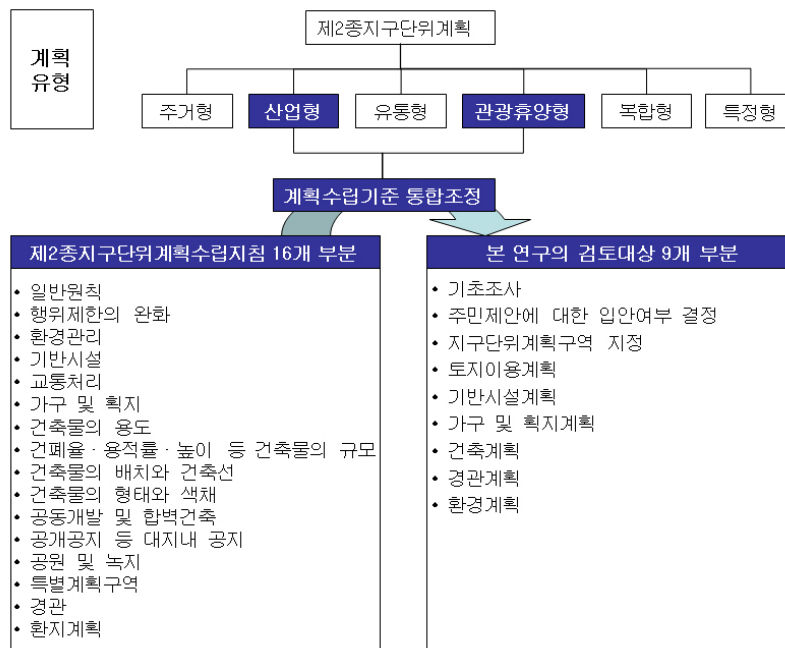 계획
유형
제2종지구단위계획
주거형
산업형
유통형
관광휴양형
복합형
특정형
계획수립기준 통합조정
제2종지구단위계획수립지침 16개 부분
• 일반원칙
• 행위제한의 완화
• 환경관리
• 기반시설
• 교통처리
• 가구 및 획지
• 건축물의 용도
• 건폐율·용적률·높이 등 건축물의 규모
• 건축물의 배치와 건축선
• 건축물의 형태와 색채
• 공동개발 및 합벽건축
• 공개공지 등 대지내 공지
• 공원 및 녹지
• 특별계획구역
• 경관
• 환지계획
본 연구의 검토대상 9개 부분
• 기초조사
• 주민제안에 대한 입안여부 결정
• 지구단위계획구역 지정
• 토지이용계획
• 기반시설계획
• 가구 및 획지계획
• 건축계획
• 경관계획
• 환경계획